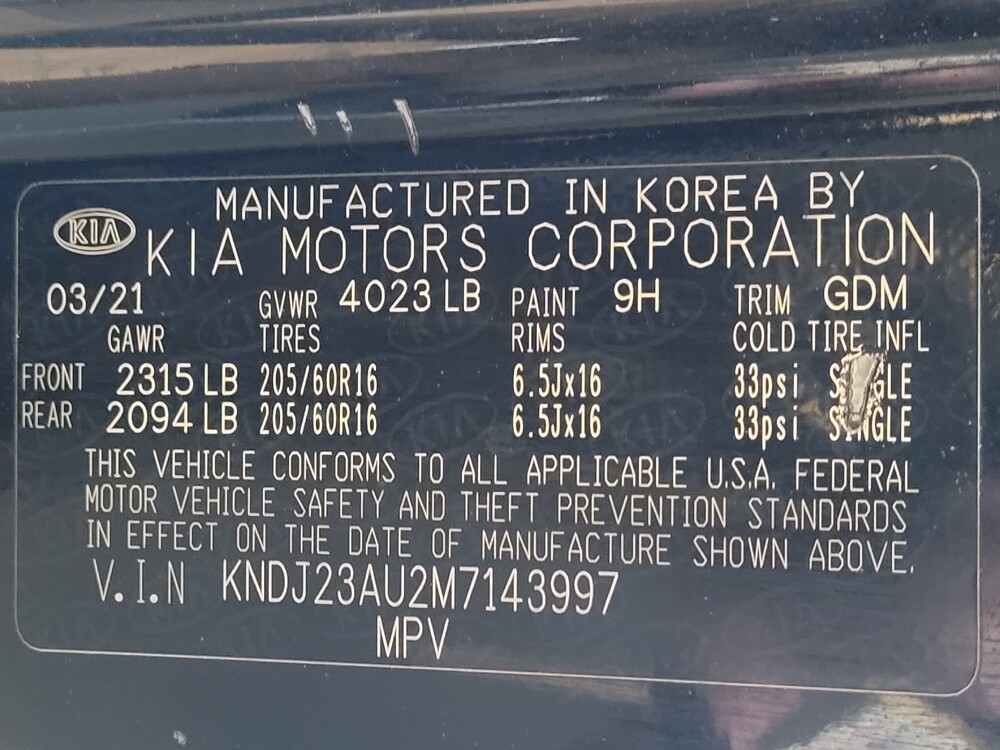 MANUFACTURED IN KOREA BY
KIA KIA MOTORS CORPORATION
03/21 GVWR 4023 LB PAINT 9H TRIM GDM
GAWR TIRES RIMS COLD TIRE INFL
FRONT 2315 LB 205/60R16 6.5Jx16 33psi SINGLE
REAR 2094 LB 205/60R16 6.5Jx16 33psi SINGLE
THIS VEHICLE CONFORMS TO ALL APPLICABLE U.S.A. FEDERAL
MOTOR VEHICLE SAFETY AND THEFT PREVENTION STANDARDS
IN EFFECT ON THE DATE OF MANUFACTURE SHOWN ABOVE.
V.I.N KNDJ23AU2M7143997
MPV